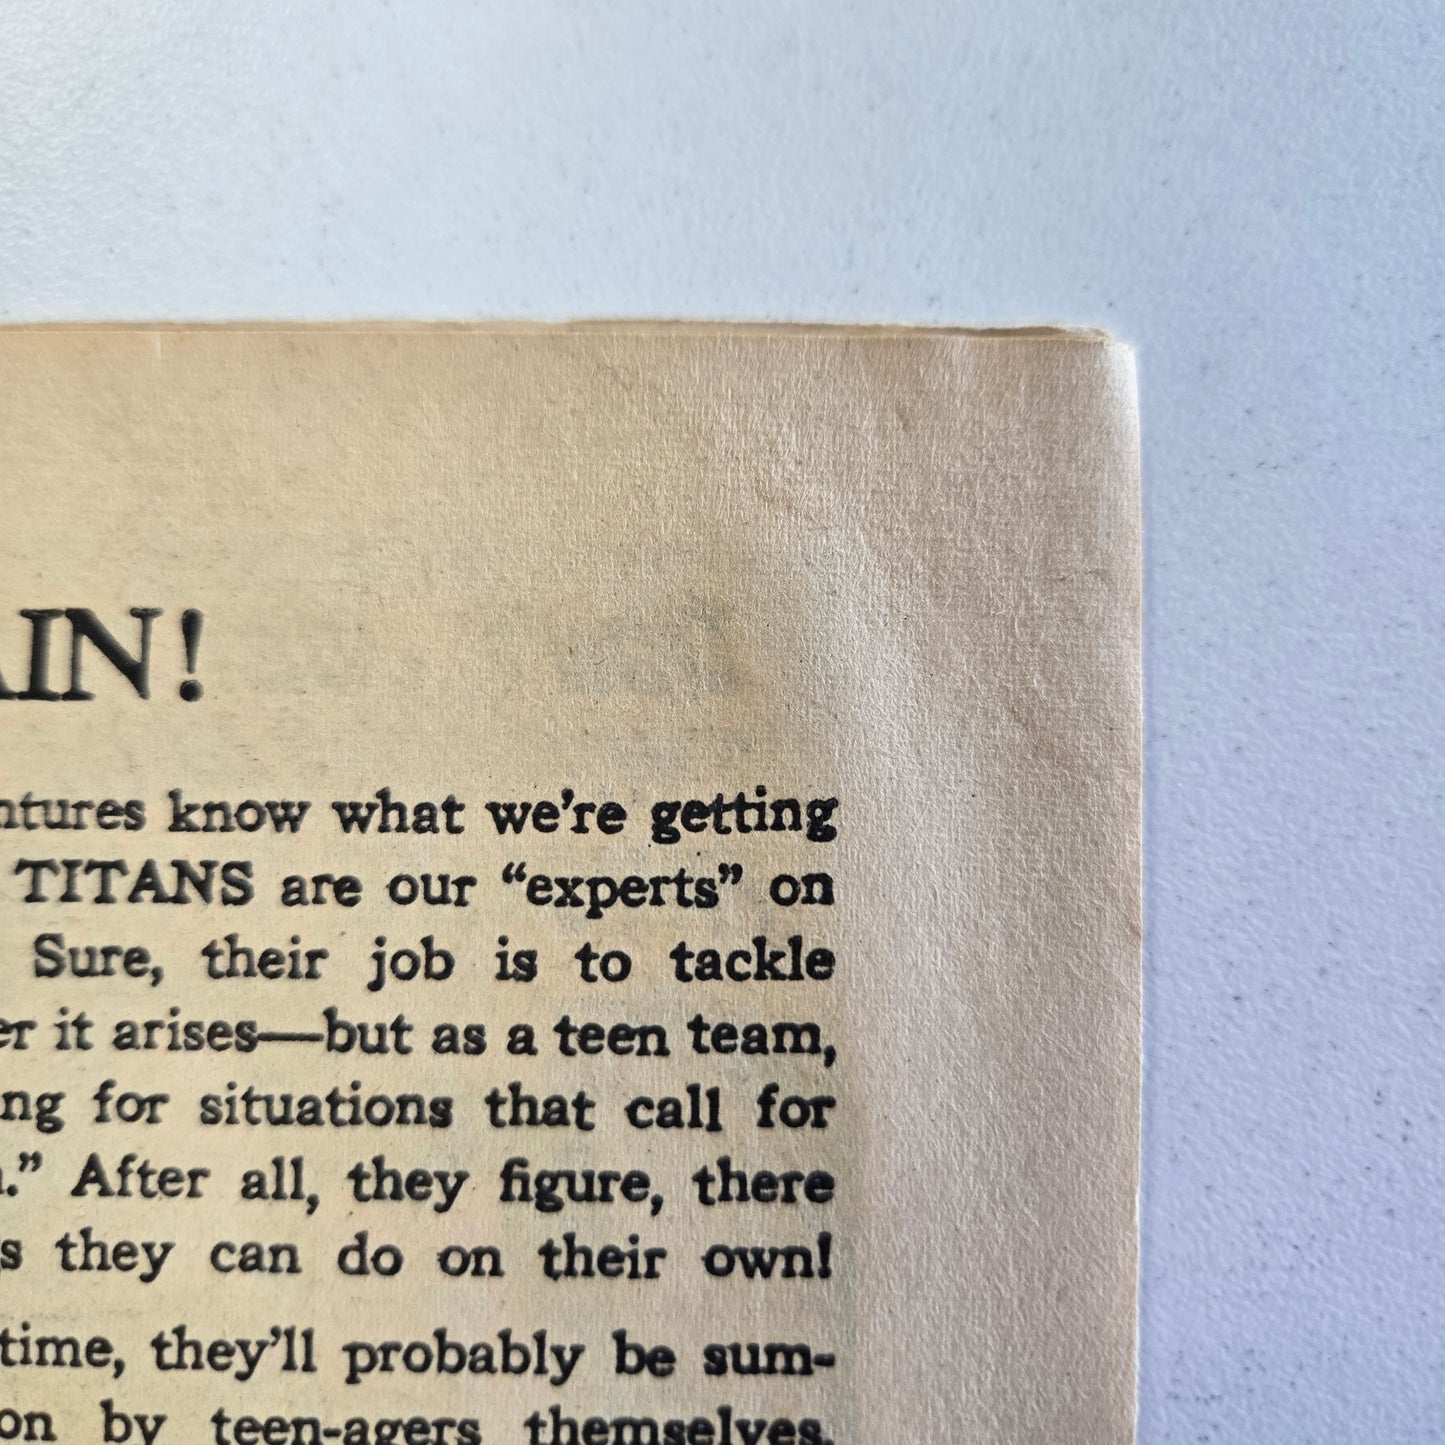 AIN!
ntures know what we're getting
TITANS are our “experts” on
Sure, their job is to tackle
er it arises—but as a teen team,
ng for situations that call for
.” After all, they figure, there
s they can do on their own!
time, they'll probably be sum-
on by teen-agers themselves.